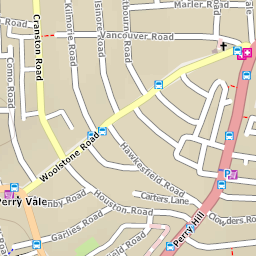 Marler Road
Vancouver Road
Kilmorie Road
Cranston Road
Como Road
Woolstone Road
Hawkesfield Road
Carters Lane
Perry Vale
Houston Road
Garlies Road
Perry Hill
Clowders Road
P